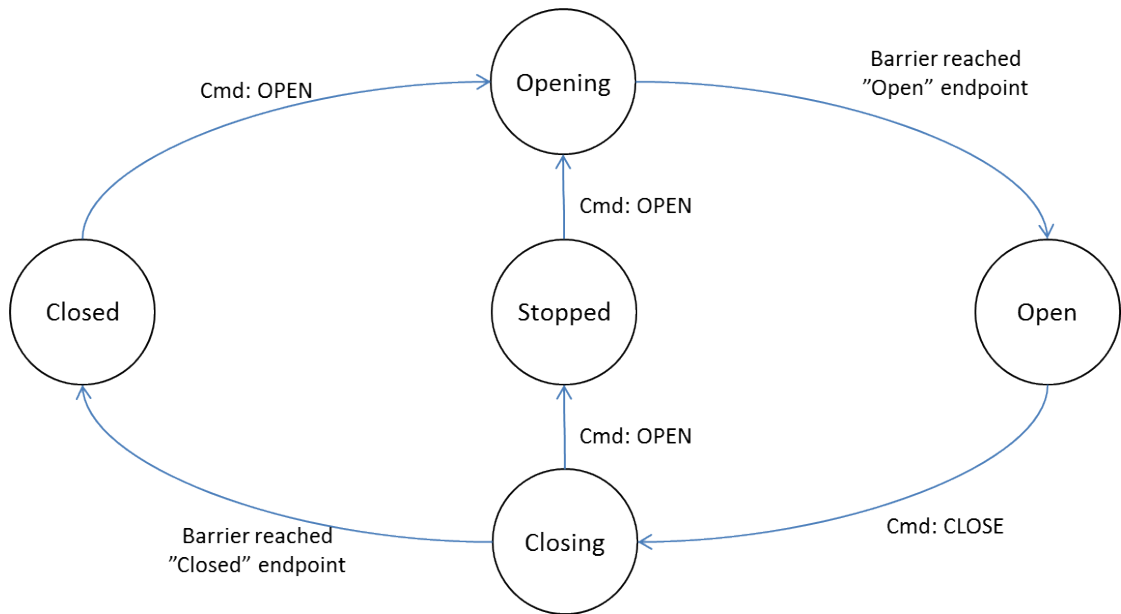 Opening
Barrier reached
”Open” endpoint
Cmd: OPEN
Cmd: OPEN
Closed
Stopped
Open
Cmd: OPEN
Barrier reached
”Closed” endpoint
Closing
Cmd: CLOSE